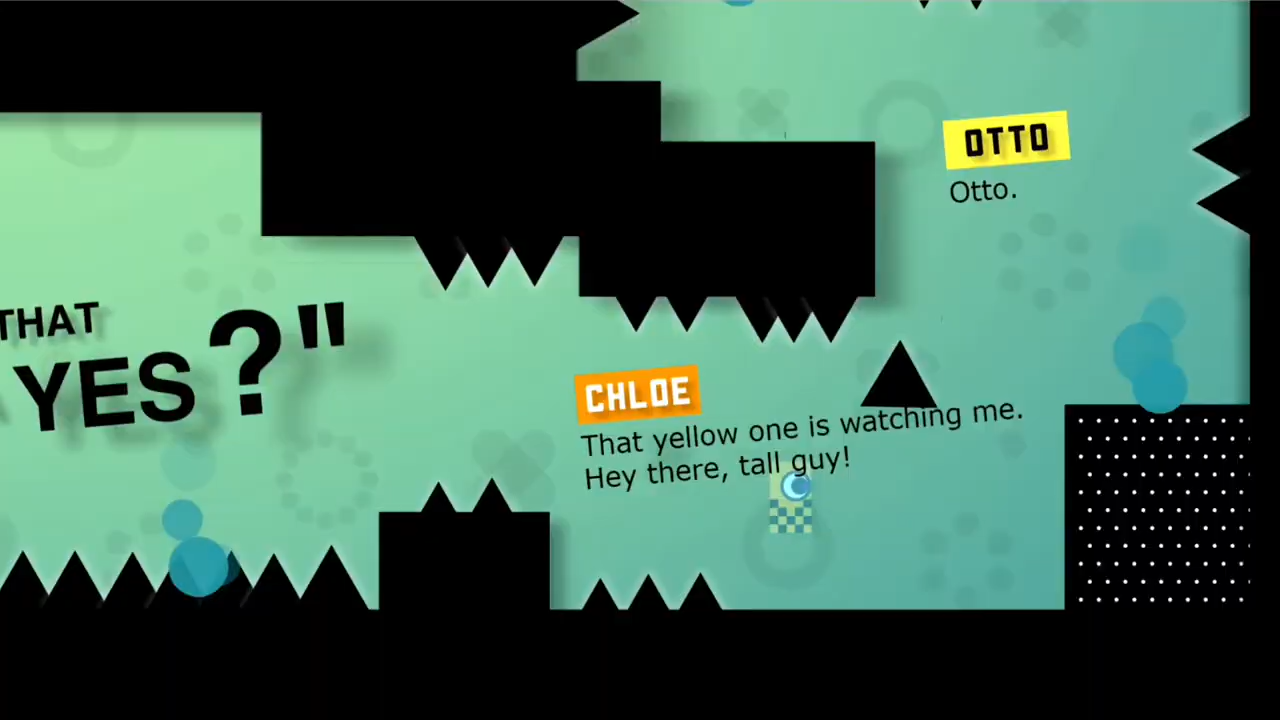 OTTO
Otto.
THAT
YES?"
CHLOE
That yellow one is watching me.
Hey there, tall guy!